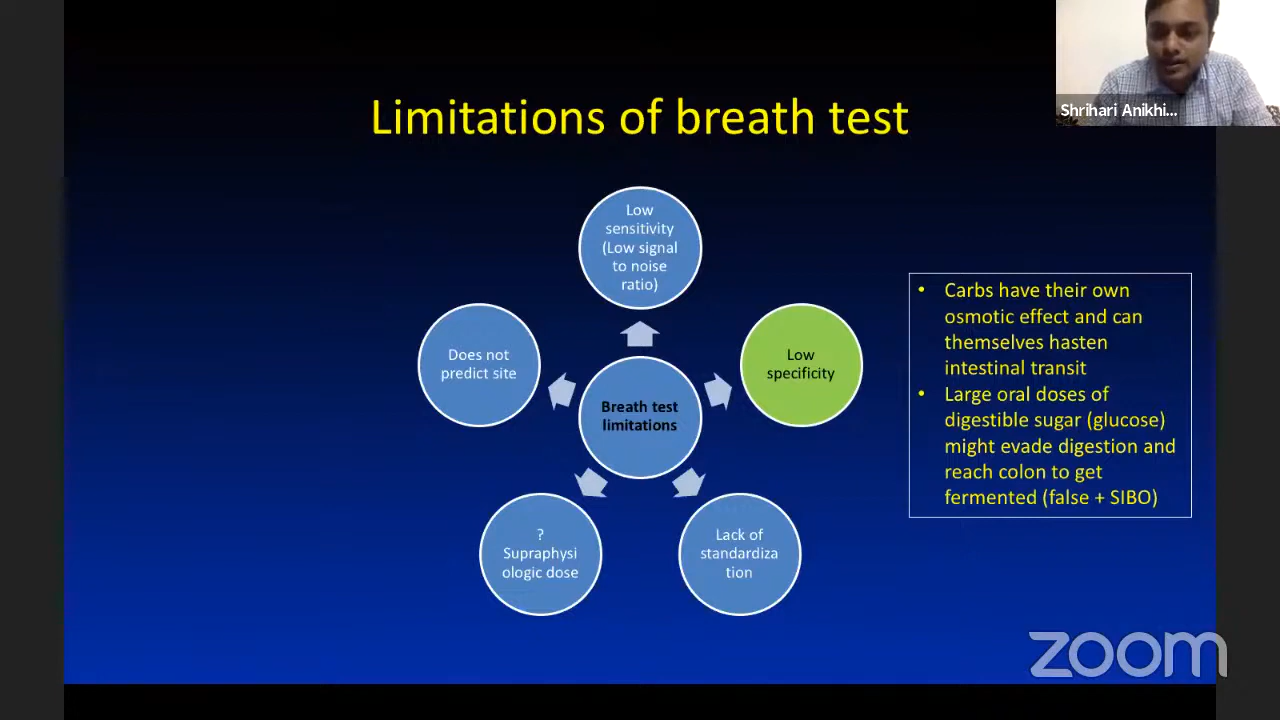 Shrihari Anikhi...
Limitations of breath test
Low
sensitivity
(Low signal
to noise
ratio)
Does not
predict site
Low
specificity
Breath test
limitations
?
Supraphysi
ologic dose
Lack of
standardiza
tion
• Carbs have their own
osmotic effect and can
themselves hasten
intestinal transit
• Large oral doses of
digestible sugar (glucose)
might evade digestion and
reach colon to get
fermented (false + SIBO)
zoom